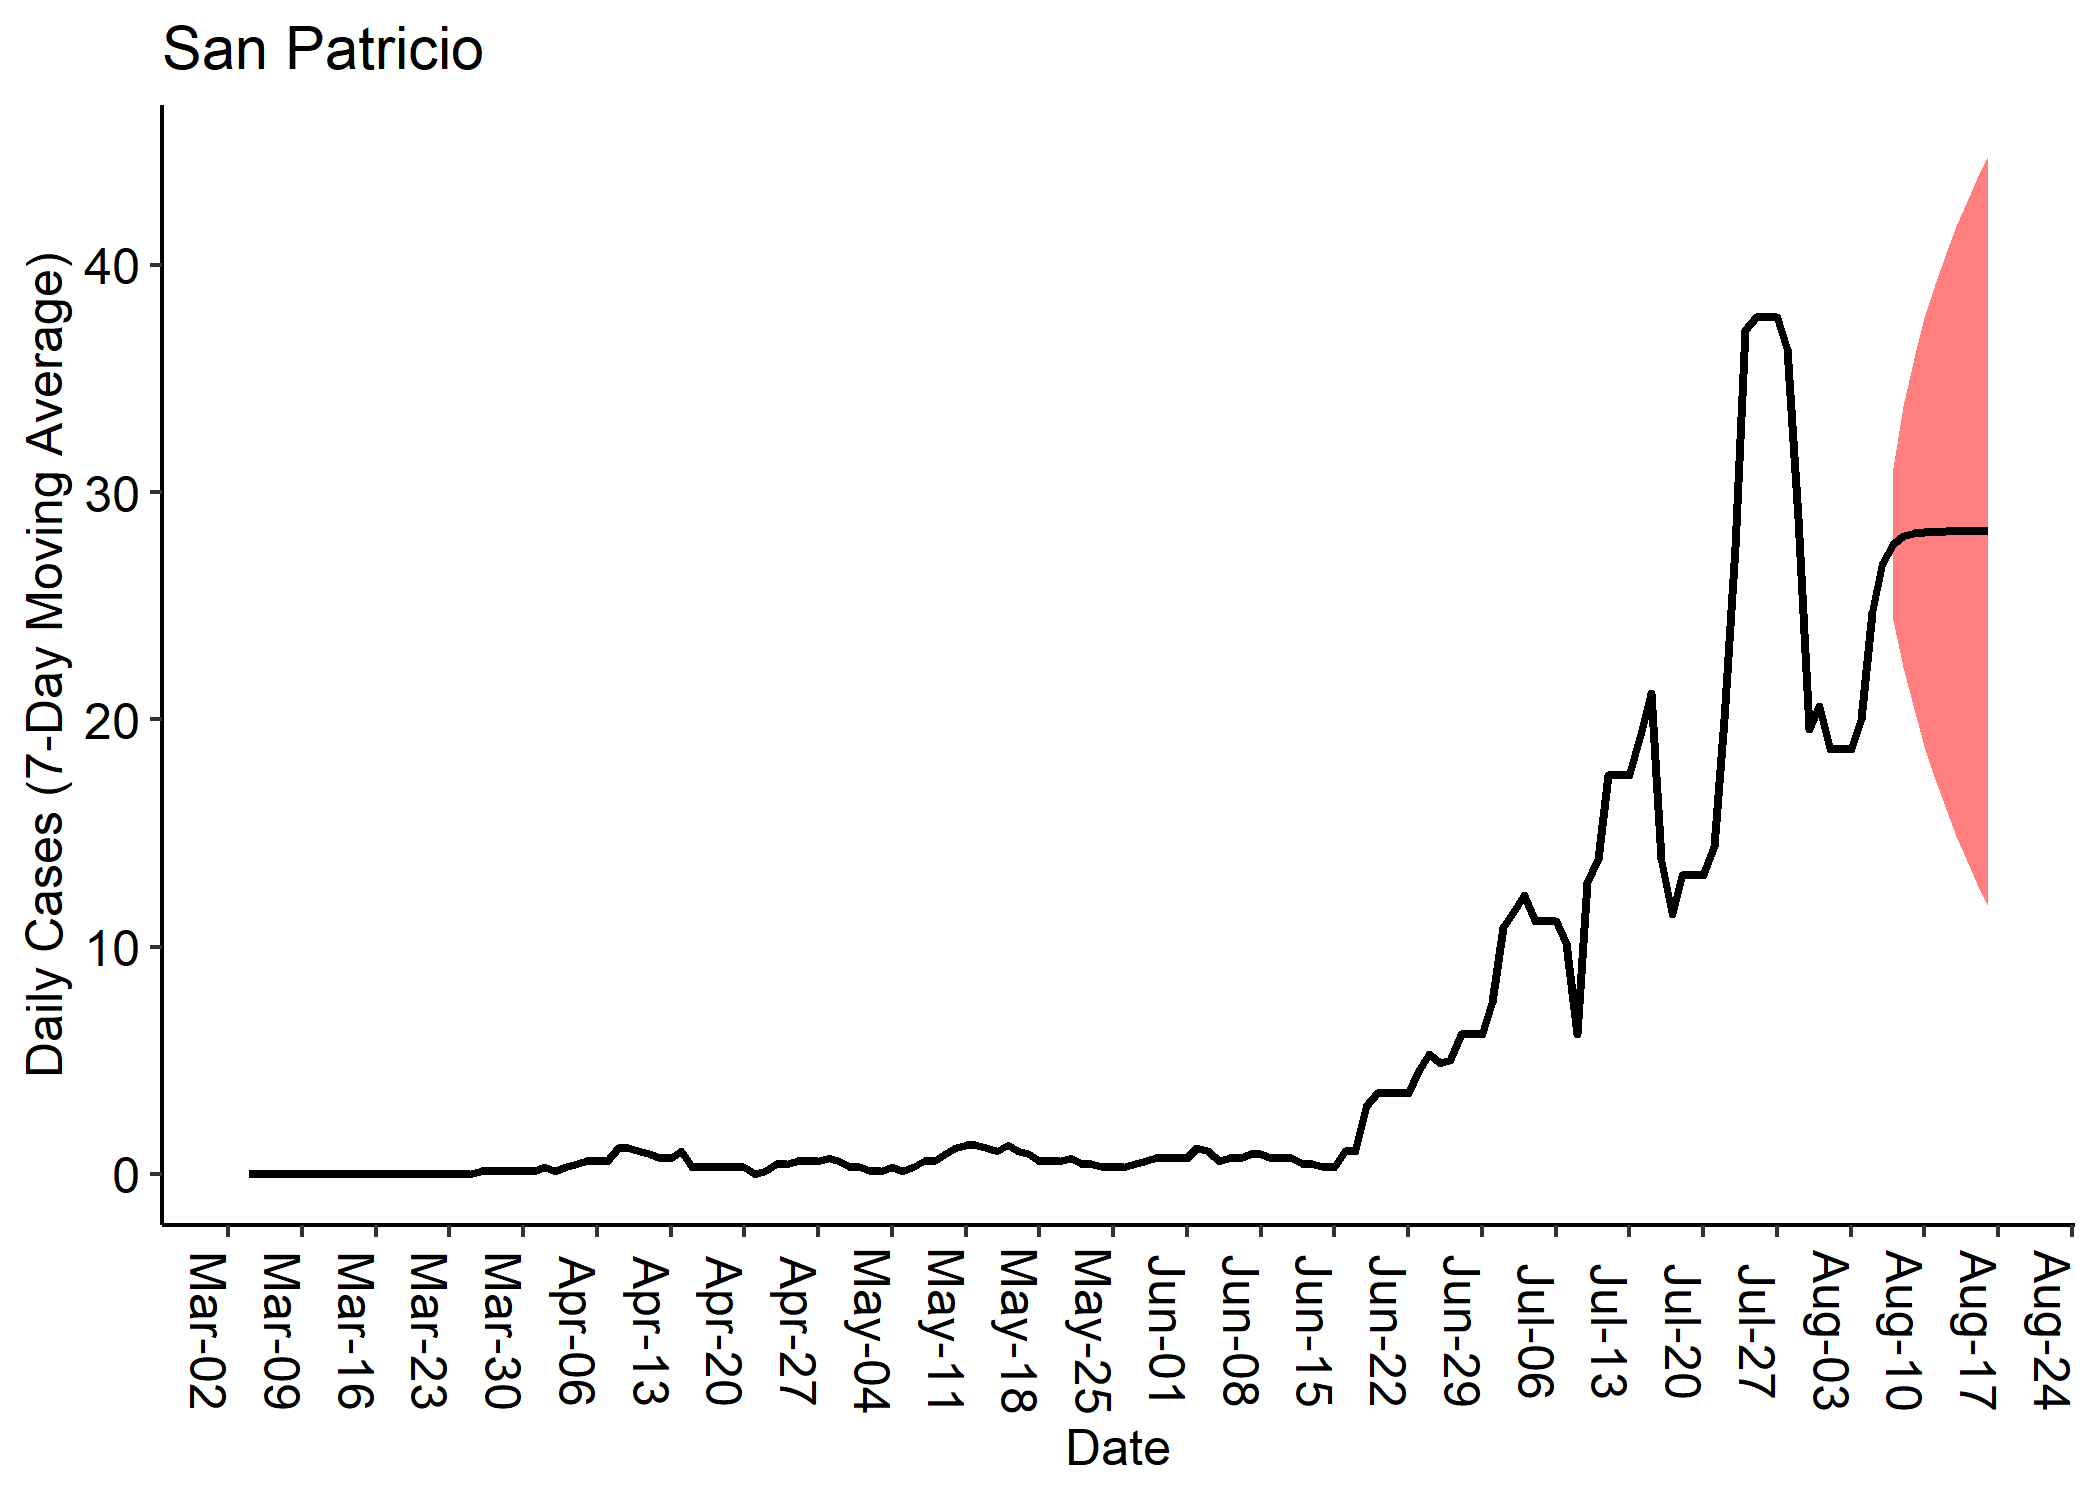 San Patricio
Daily Cases (7-Day Moving Average)
40
30
20
10
0
Mar-02
Mar-09
Mar-16
Mar-23
Mar-30
Apr-06
Apr-13
Apr-20
Apr-27
May-04
May-11
May-18
May-25
Jun-01
Jun-08
Jun-15
Jun-22
Jun-29
Jul-06
Jul-13
Jul-20
Jul-27
Aug-03
Aug-10
Aug-17
Aug-24
Date